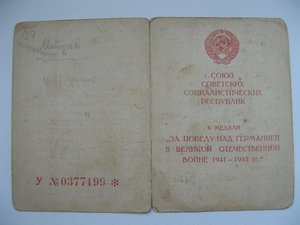 У №0377199 *
СОЮЗ
СОВЕТСКИХ
СОЦИАЛИСТИЧЕСКИХ
РЕСПУБЛИК
К МЕДАЛИ
„ЗА ПОБЕДУ НАД ГЕРМАНИЕЙ
В ВЕЛИКОЙ ОТЕЧЕСТВЕННОЙ
ВОЙНЕ 1941—1945 гг."